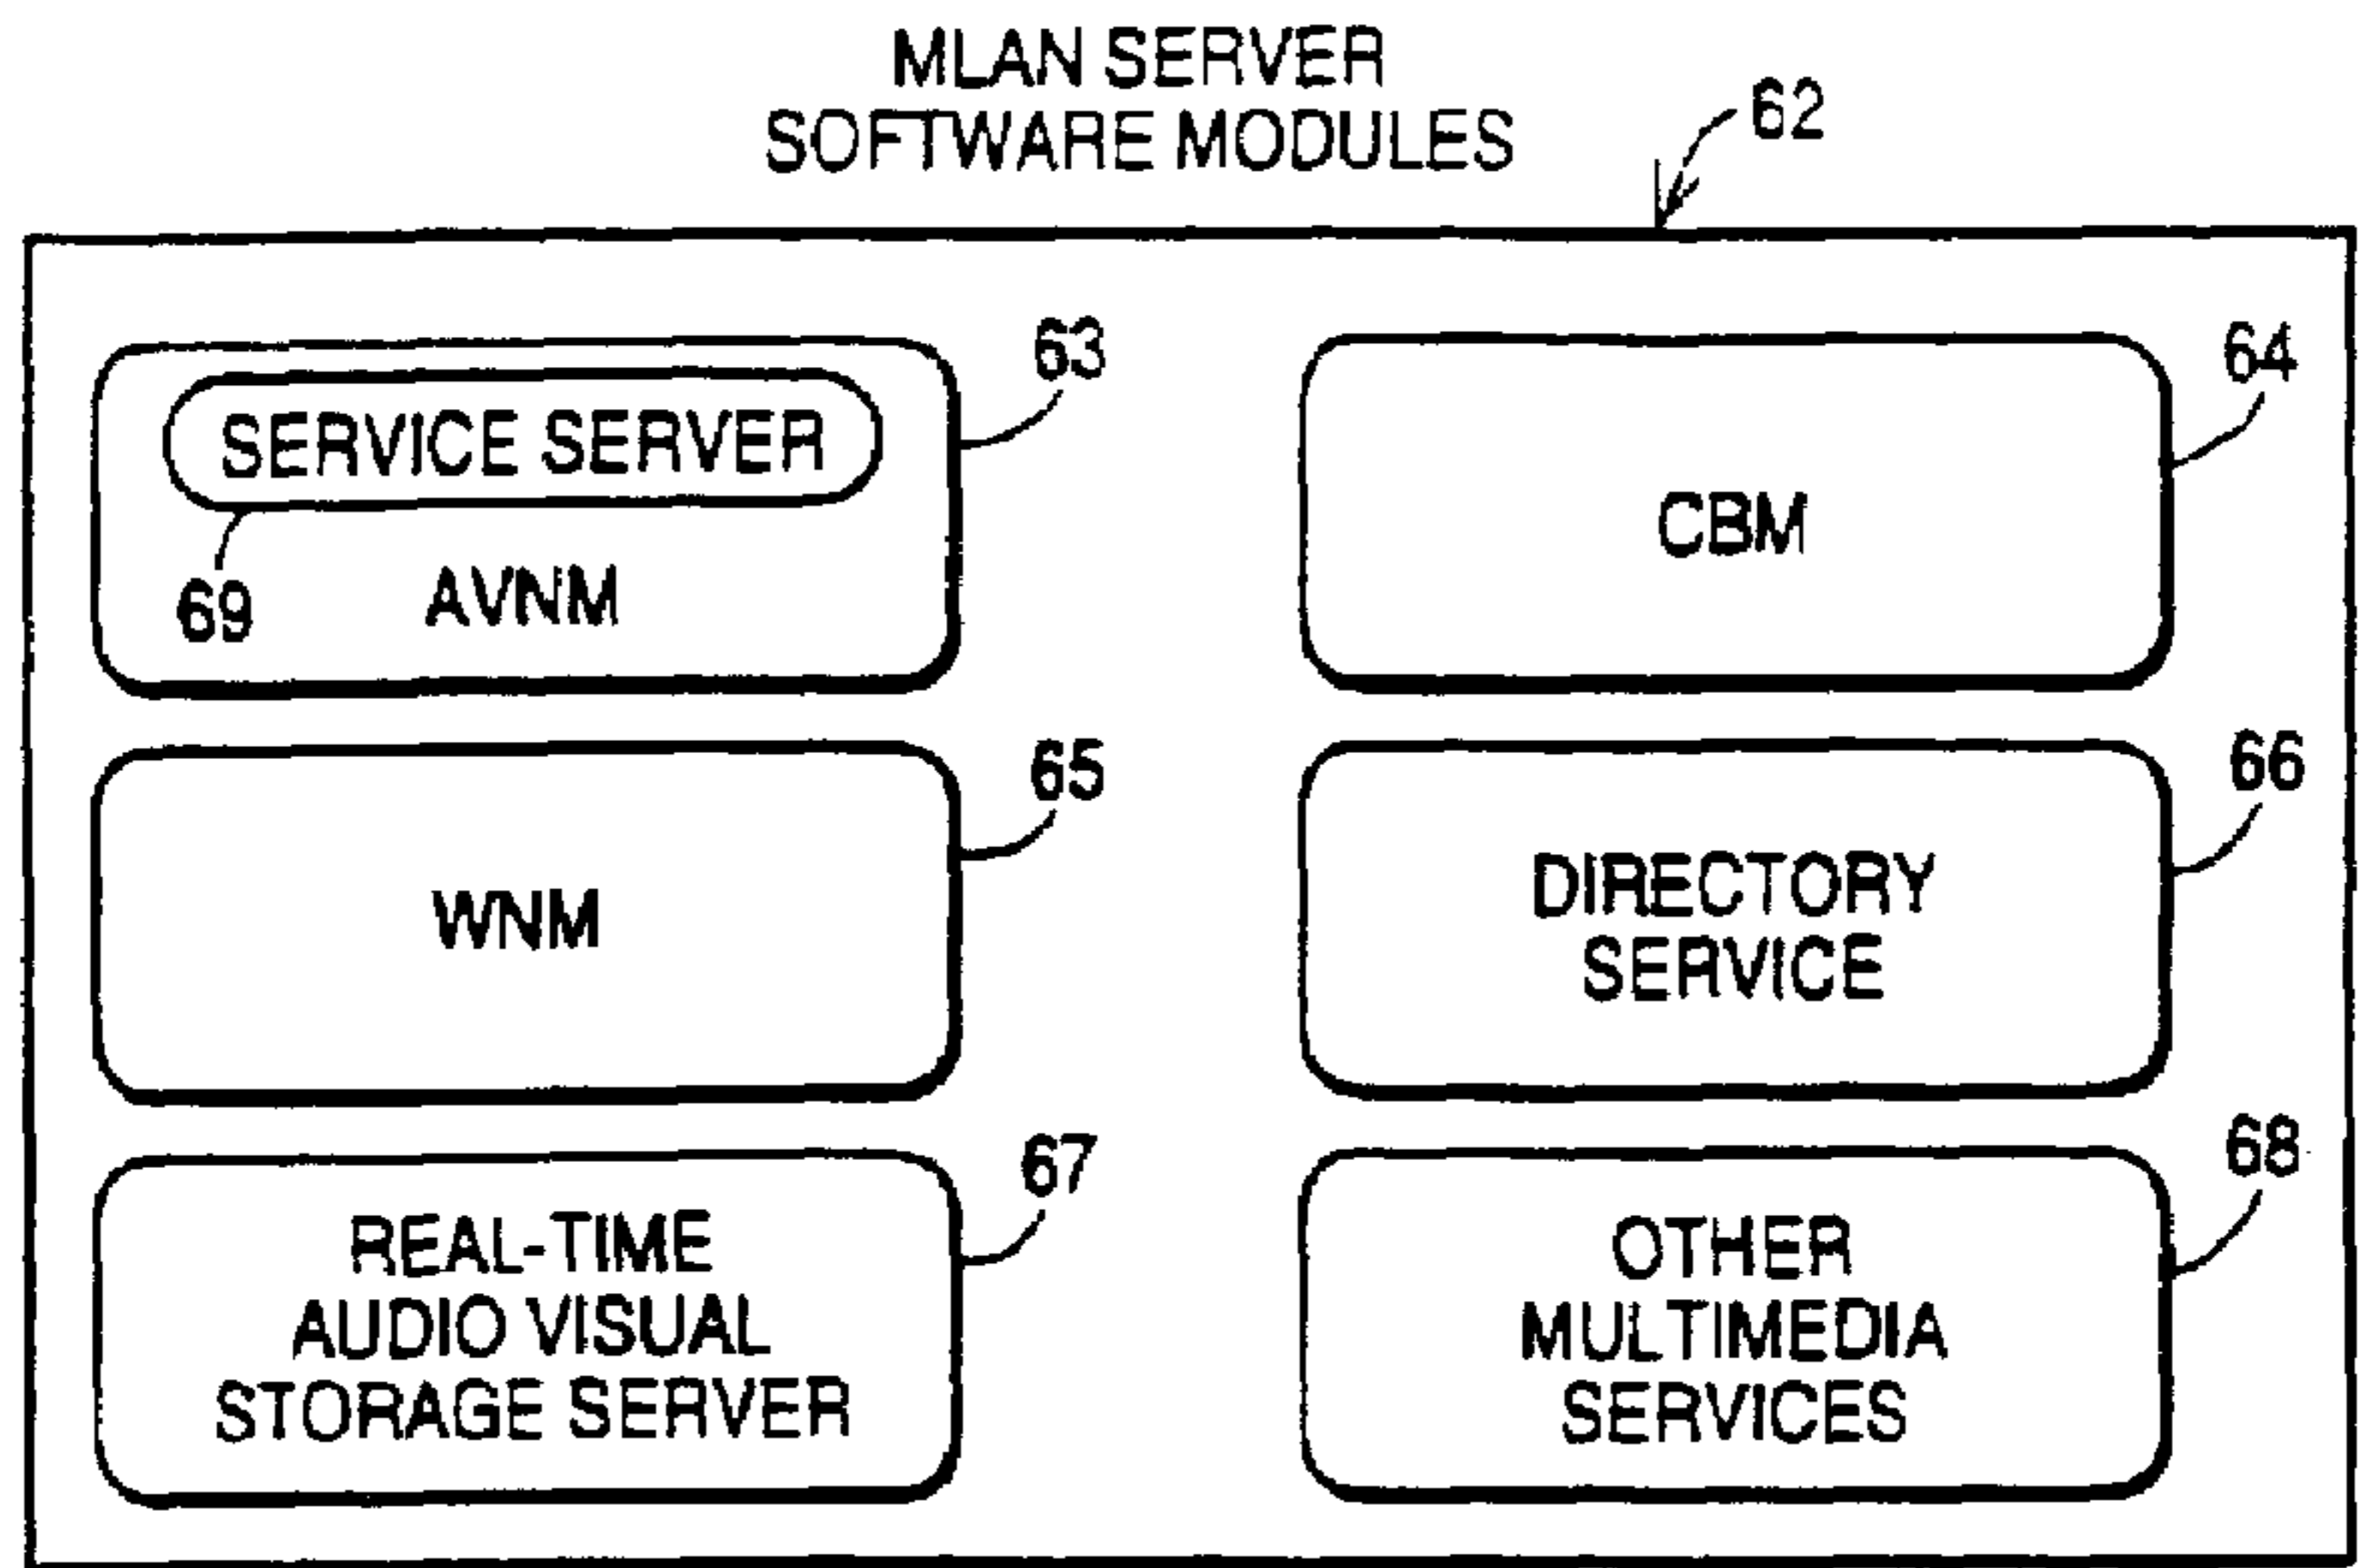 MLAN SERVER
SOFTWARE MODULES
62
63
SERVICE SERVER
69
AVNM
64
CBM
65
WNM
66
DIRECTORY
SERVICE
67
REAL-TIME
AUDIO VISUAL
STORAGE SERVER
68
OTHER
MULTIMEDIA
SERVICES